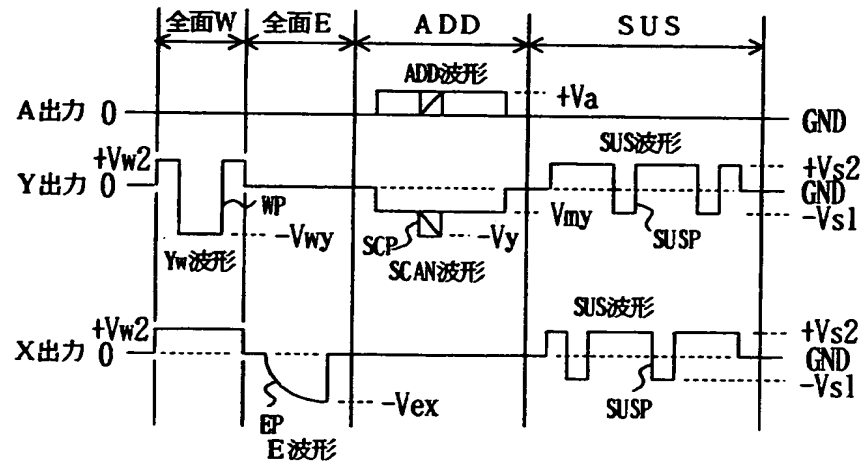 全面W 全面E ADD SUS
ADD波形
+Va
A出力 0
GND
+Vw2
SUS波形
+Vs2
Y出力 0
GND
WP
Vmy
-Vs1
-Vwy
SCP
-Vy
SUSP
Yw波形
SCAN波形
SUS波形
+Vw2
+Vs2
X出力 0
GND
-Vs1
-Vex
EP
SUSP
E波形